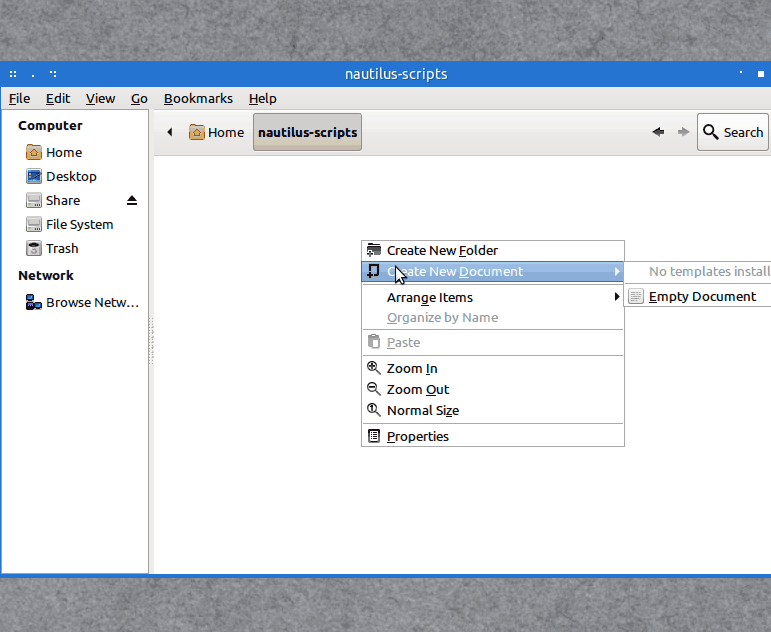 nautilus-scripts
File Edit View Go Bookmarks Help
Computer
Home
Desktop
Share
File System
Trash
Network
Browse Netw...
Home nautilus-scripts Search
Create New Folder
Create New Document
Arrange Items
Organize by Name
Paste
Zoom In
Zoom Out
Normal Size
Properties
No templates install
Empty Document